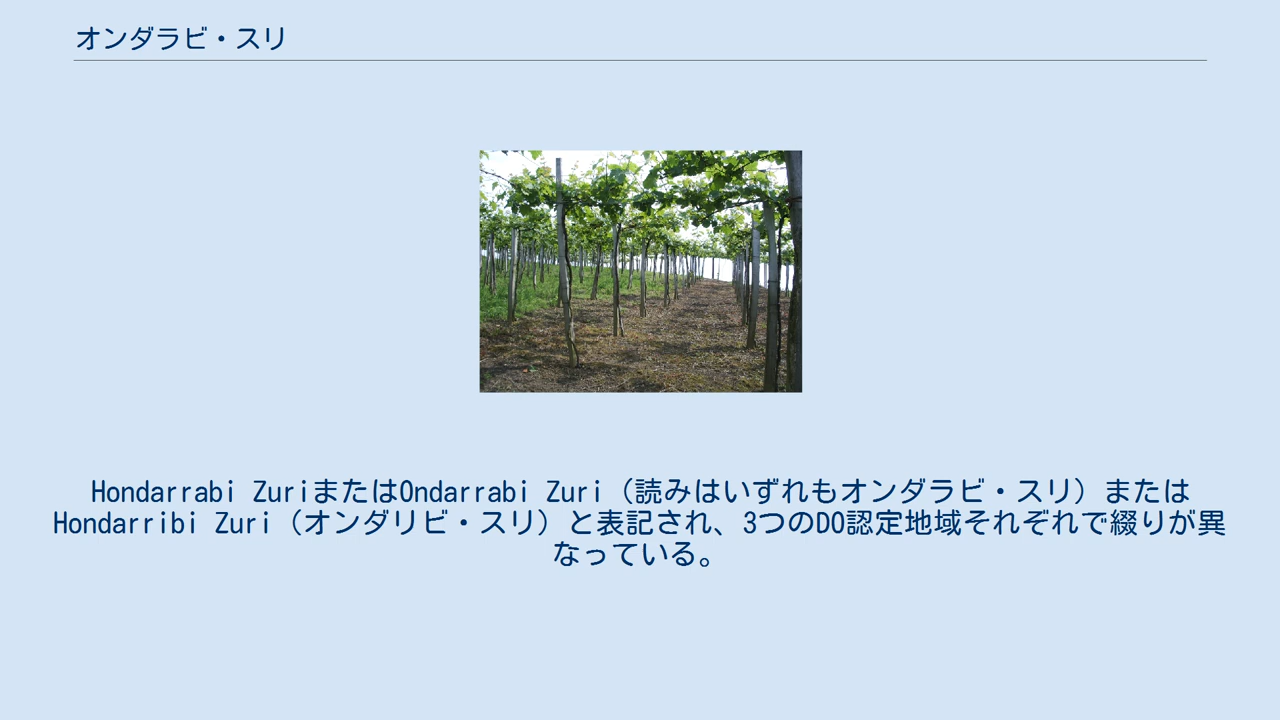 オンダラビ・スリ
Hondarrabi ZuriまたはOndarrabi Zuri（読みはいずれもオンダラビ・スリ）または
Hondarribi Zuri（オンダリビ・スリ）と表記され、3つのDO認定地域それぞれで綴りが異
なっている。